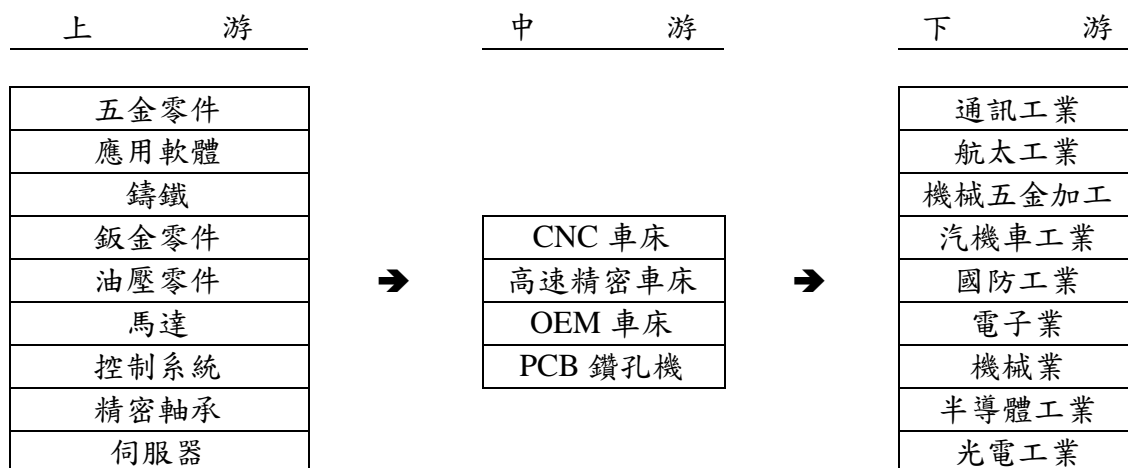 上游
中游
下游
五金零件
應用軟體
鑄鐵
鈑金零件
油壓零件
馬達
控制系統
精密軸承
伺服器
➔
CNC 車床
高速精密車床
OEM 車床
PCB 鑽孔機
➔
通訊工業
航太工業
機械五金加工
汽機車工業
國防工業
電子業
機械業
半導體工業
光電工業